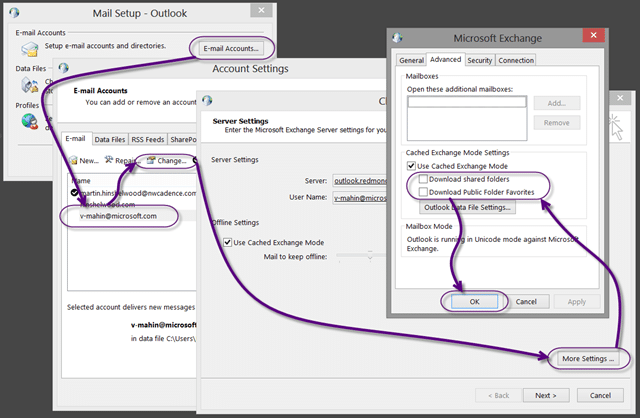 Mail Setup - Outlook
E-mail Accounts
Setup e-mail accounts and directories.
E-mail Accounts...
Data Files
Profiles
Account Settings
E-mail Accounts
You can add or remove an account
E-mail
Data Files
RSS Feeds
SharePo
New...
Repair...
Change...
Name
martin.hinshelwood@nwcadence.com
hinshelwood.com
v-mahin@microsoft.com
Selected account delivers new messages
v-mahin@microsoft
in data file C:\Users\
Server Settings
Enter the Microsoft Exchange Server settings for you
Server Settings
Server:
outlook.redmond
User Name:
v-mahin@microsoft
Offline Settings
Use Cached Exchange Mode
Mail to keep offline:
More Settings ...
< Back
Next >
Cancel
Microsoft Exchange
General
Advanced
Security
Connection
Mailboxes
Open these additional mailboxes:
Add...
Remove
Cached Exchange Mode Settings
Use Cached Exchange Mode
Download shared folders
Download Public Folder Favorites
Outlook Data File Settings...
Mailbox Mode
Outlook is running in Unicode mode against Microsoft
Exchange.
OK
Cancel
Apply